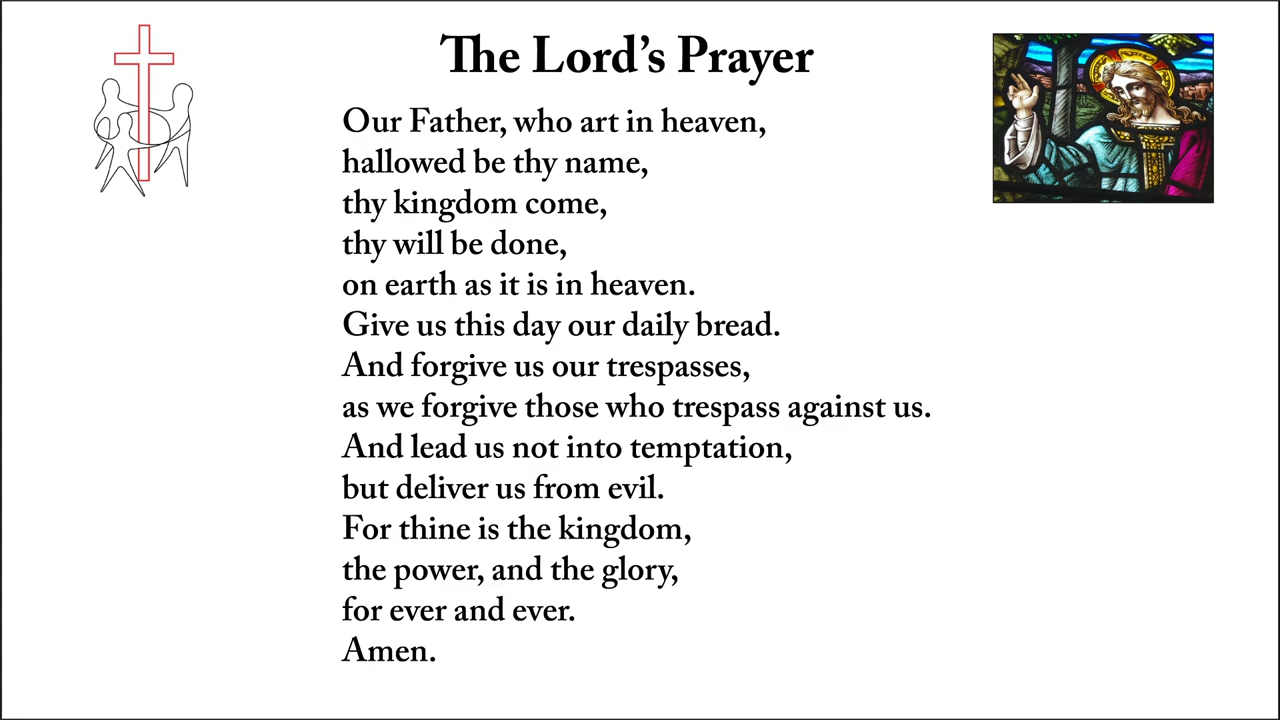 The Lord’s Prayer
Our Father, who art in heaven,
hallowed be thy name,
thy kingdom come,
thy will be done,
on earth as it is in heaven.
Give us this day our daily bread.
And forgive us our trespasses,
as we forgive those who trespass against us.
And lead us not into temptation,
but deliver us from evil.
For thine is the kingdom,
the power, and the glory,
for ever and ever.
Amen.